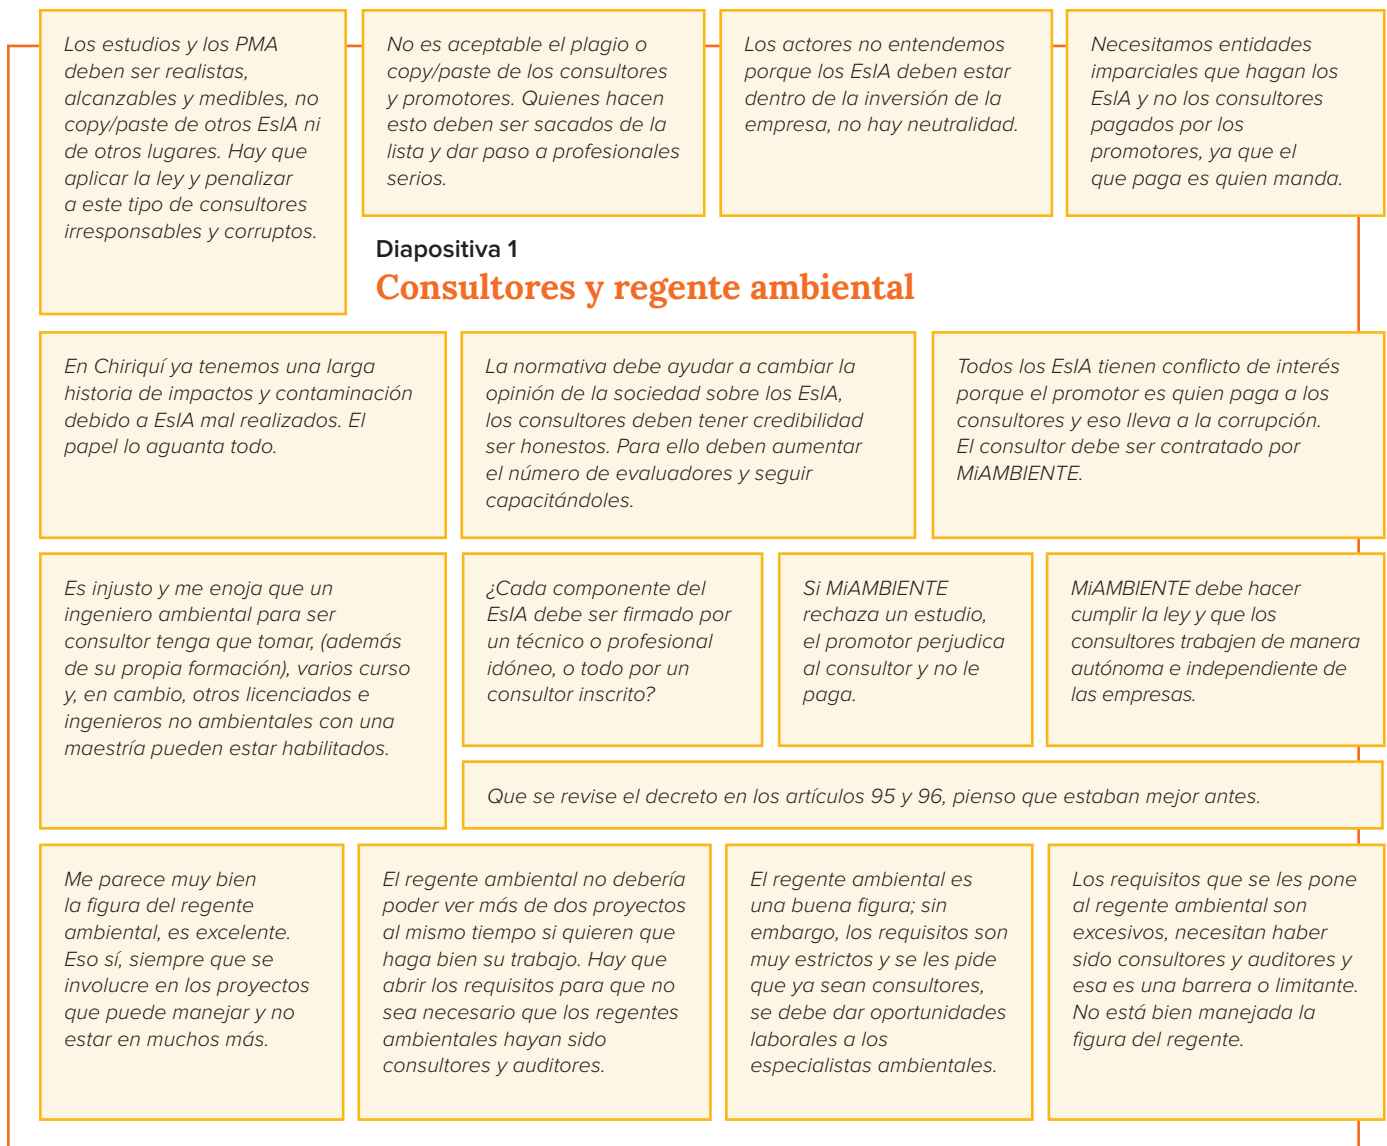 Los estudios y los PMA
deben ser realistas,
alcanzables y medibles, no
copy/paste de otros EsIA ni
de otros lugares. Hay que
aplicar la ley y penalizar
a este tipo de consultores
irresponsables y corruptos.
No es aceptable el plagio o
copy/paste de los consultores
y promotores. Quienes hacen
esto deben ser sacados de la
lista y dar paso a profesionales
serios.
Los actores no entendemos
porque los EsIA deben estar
dentro de la inversión de la
empresa, no hay neutralidad.
Necesitamos entidades
imparciales que hagan los
EsIA y no los consultores
pagados por los
promotores, ya que el
que paga es quien manda.
Diapositiva 1
Consultores y regente ambiental
En Chiriquí ya tenemos una larga
historia de impactos y contaminación
debido a EsIA mal realizados. El
papel lo aguanta todo.
La normativa debe ayudar a cambiar la
opinión de la sociedad sobre los EsIA,
los consultores deben tener credibilidad
ser honestos. Para ello deben aumentar
el número de evaluadores y seguir
capacitándoles.
Todos los EsIA tienen conflicto de interés
porque el promotor es quien paga a los
consultores y eso lleva a la corrupción.
El consultor debe ser contratado por
MiAMBIENTE.
Es injusto y me enoja que un
ingeniero ambiental para ser
consultor tenga que tomar, (además
de su propia formación), varios curso
y, en cambio, otros licenciados e
ingenieros no ambientales con una
maestría pueden estar habilitados.
¿Cada componente del
EsIA debe ser firmado por
un técnico o profesional
idóneo, o todo por un
consultor inscrito?
Si MiAMBIENTE
rechaza un estudio,
el promotor perjudica
al consultor y no le
paga.
MiAMBIENTE debe hacer
cumplir la ley y que los
consultores trabajen de manera
autónoma e independiente de
las empresas.
Que se revise el decreto en los artículos 95 y 96, pienso que estaban mejor antes.
Me parece muy bien
la figura del regente
ambiental, es excelente.
Eso sí, siempre que se
involucre en los proyectos
que puede manejar y no
estar en muchos más.
El regente ambiental no debería
poder ver más de dos proyectos
al mismo tiempo si quieren que
haga bien su trabajo. Hay que
abrir los requisitos para que no
sea necesario que los regentes
ambientales hayan sido
consultores y auditores.
El regente ambiental es
una buena figura; sin
embargo, los requisitos son
muy estrictos y se les pide
que ya sean consultores,
se debe dar oportunidades
laborales a los
especialistas ambientales.
Los requisitos que se les pone
al regente ambiental son
excesivos, necesitan haber
sido consultores y auditores y
esa es una barrera o limitante.
No está bien manejada la
figura del regente.